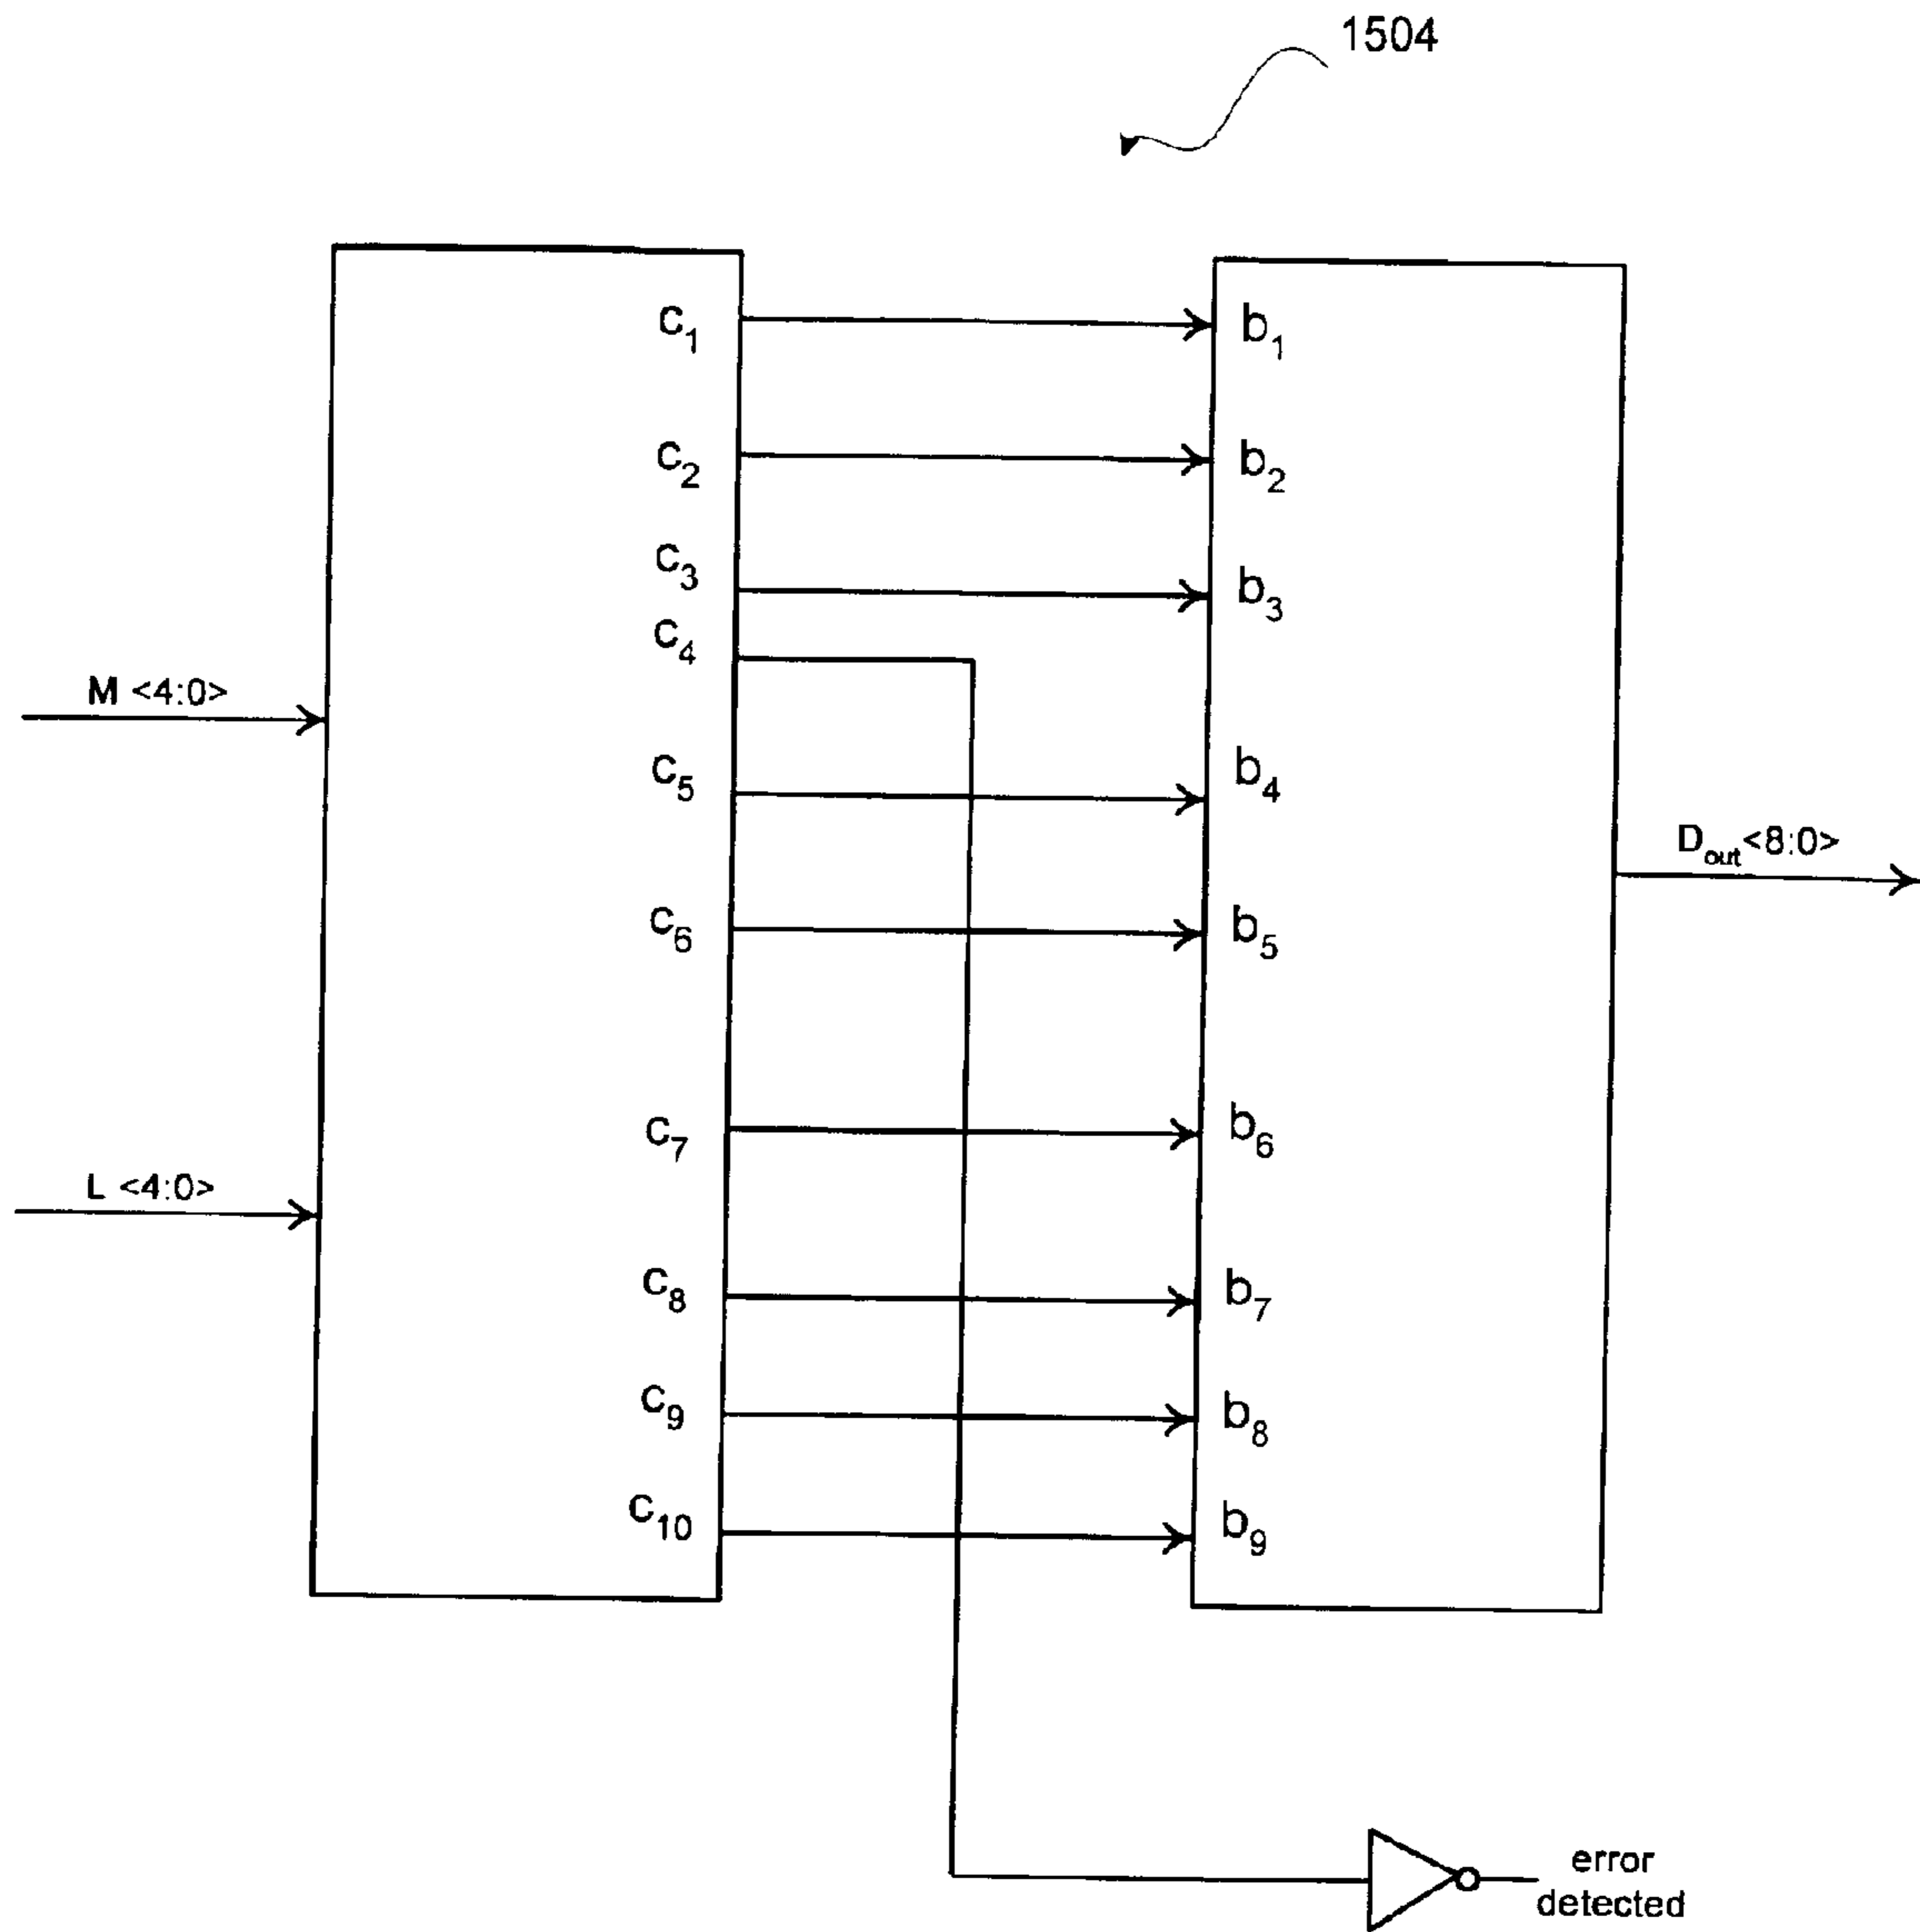 1504
c1 b1
c2 b2
c3 b3
c4
M <4:0>
c5 b4
Dout<8:0>
c6 b5
c7 b6
L <4:0>
c8 b7
c9 b8
c10 b9
error
detected